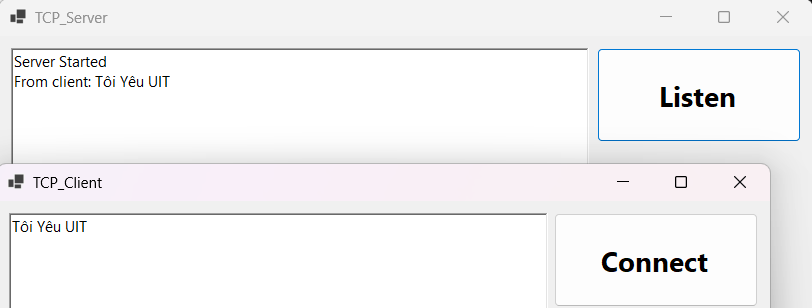 TCP_Server
Server Started
From client: Tôi Yêu UIT
Listen
TCP_Client
Tôi Yêu UIT
Connect